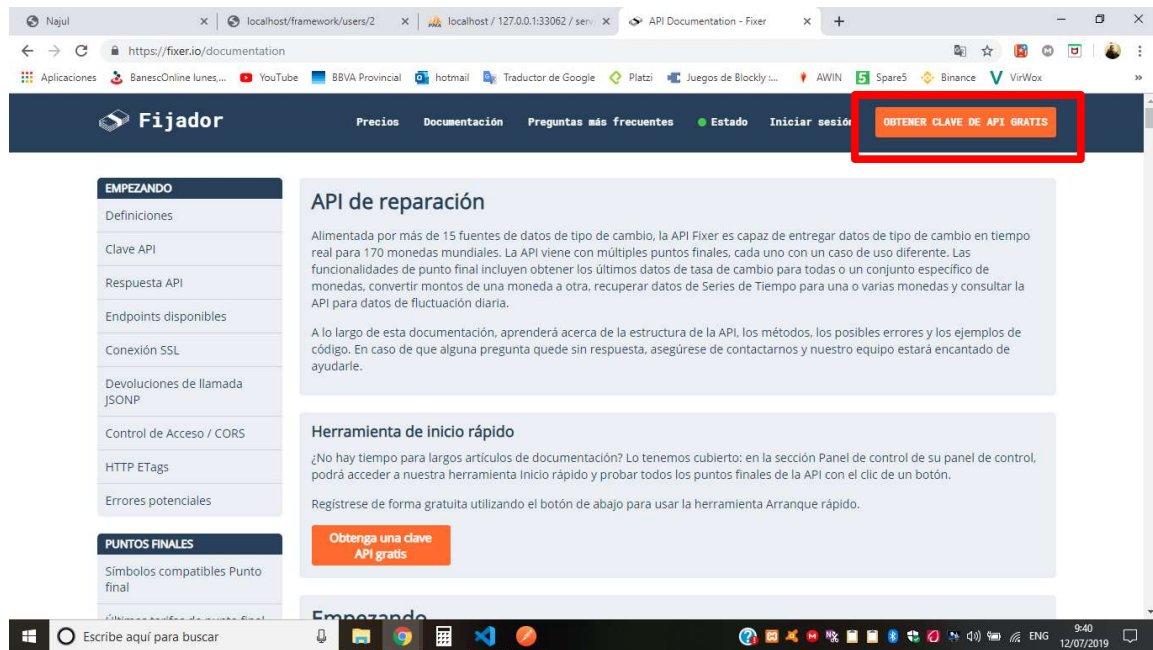 Najul
localhost/framework/users/2
localhost / 127.0.0.1:33062 / serv
API Documentation - Fixer
https://fixer.io/documentation
Aplicaciones
BanescOnline lunes,...
YouTube
BBVA Provincial
hotmail
Traductor de Google
Platzi
Juegos de Blockly :...
AWIN
Spare5
Binance
VirWox
Fijador
Precios
Documentación
Preguntas más frecuentes
Estado
Iniciar sesión
OBTENER CLAVE DE API GRATIS
EMPEZANDO
Definiciones
Clave API
Respuesta API
Endpoints disponibles
Conexión SSL
Devoluciones de llamada
JSONP
Control de Acceso / CORS
HTTP ETags
Errores potenciales
PUNTOS FINALES
Símbolos compatibles Punto
final
Últimas tarifas de punto final
API de reparación
Alimentada por más de 15 fuentes de datos de tipo de cambio, la API Fixer es capaz de entregar datos de tipo de cambio en tiempo
real para 170 monedas mundiales. La API viene con múltiples puntos finales, cada uno con un caso de uso diferente. Las
funcionalidades de punto final incluyen obtener los últimos datos de tasa de cambio para todas o un conjunto específico de
monedas, convertir montos de una moneda a otra, recuperar datos de Series de Tiempo para una o varias monedas y consultar la
API para datos de fluctuación diaria.
A lo largo de esta documentación, aprenderá acerca de la estructura de la API, los métodos, los posibles errores y los ejemplos de
código. En caso de que alguna pregunta quede sin respuesta, asegúrese de contactarnos y nuestro equipo estará encantado de
ayudarle.
Herramienta de inicio rápido
¿No hay tiempo para largos artículos de documentación? Lo tenemos cubierto: en la sección Panel de control de su panel de control,
podrá acceder a nuestra herramienta Inicio rápido y probar todos los puntos finales de la API con el clic de un botón.
Regístrese de forma gratuita utilizando el botón de abajo para usar la herramienta Arranque rápido.
Obtenga una clave
API gratis
Empezando
Escribe aquí para buscar
ENG
9:40
12/07/2019